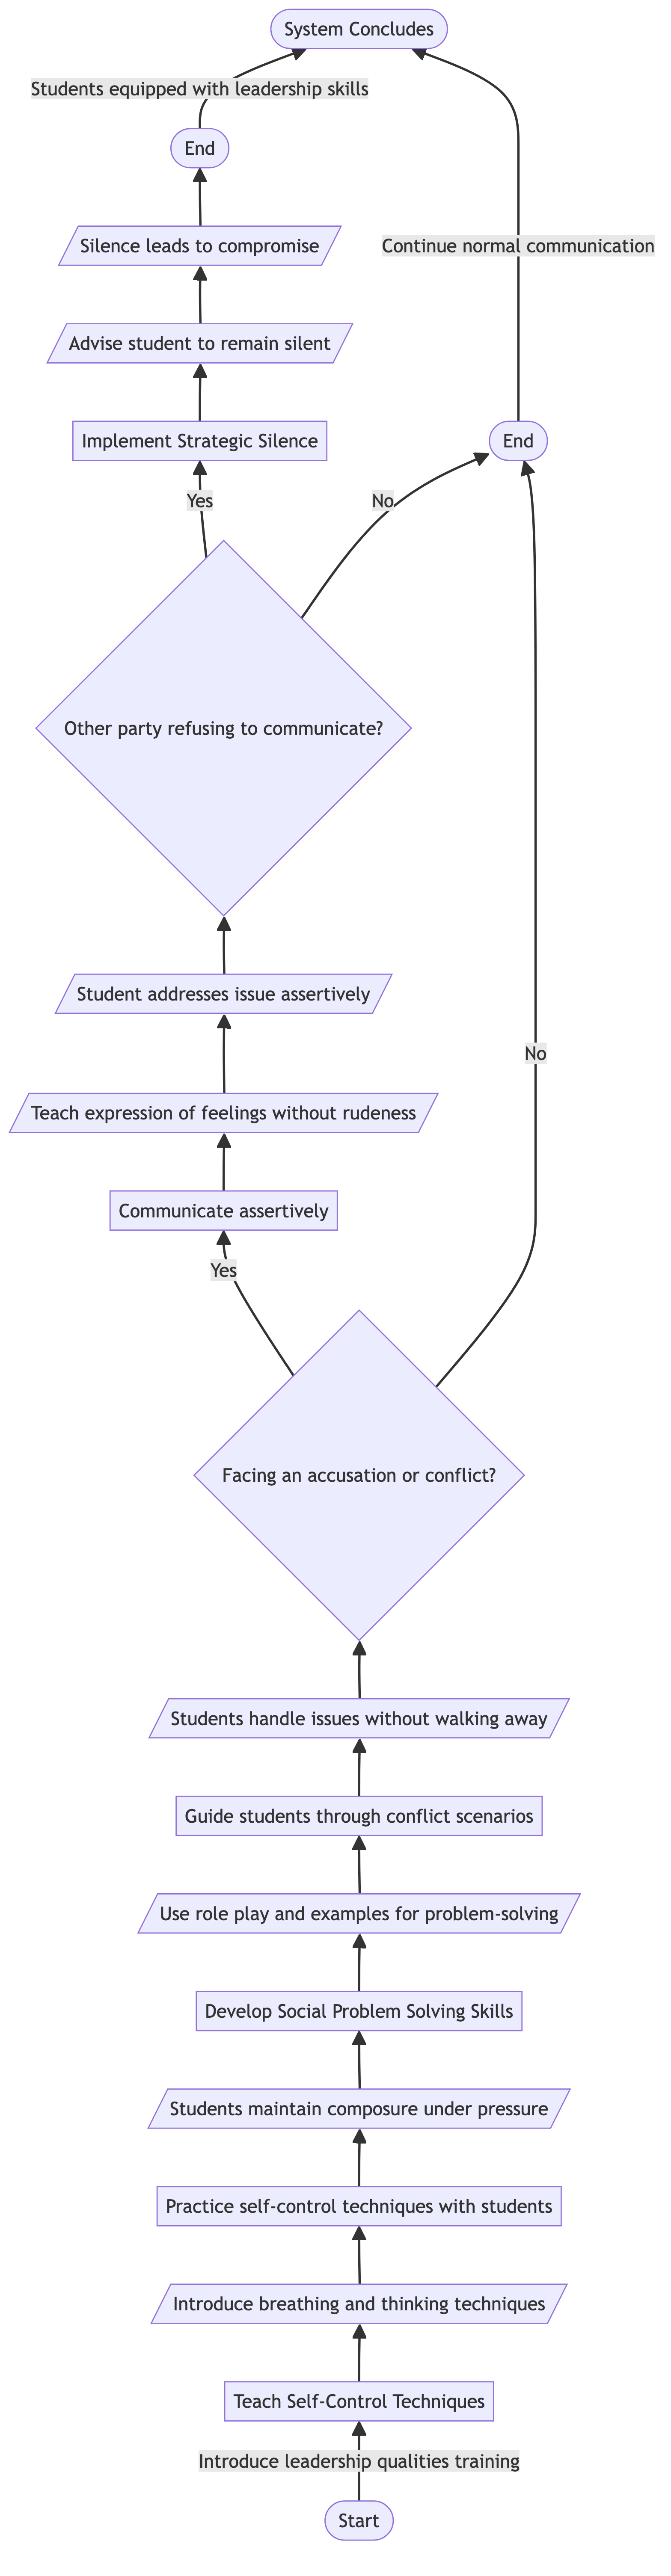 System Concludes
Students equipped with leadership skills
End
Silence leads to compromise
Continue normal communication
Advise student to remain silent
Implement Strategic Silence
End
Yes
No
Other party refusing to communicate?
Student addresses issue assertively
No
Teach expression of feelings without rudeness
Communicate assertively
Yes
Facing an accusation or conflict?
Students handle issues without walking away
Guide students through conflict scenarios
Use role play and examples for problem-solving
Develop Social Problem Solving Skills
Students maintain composure under pressure
Practice self-control techniques with students
Introduce breathing and thinking techniques
Teach Self-Control Techniques
Introduce leadership qualities training
Start